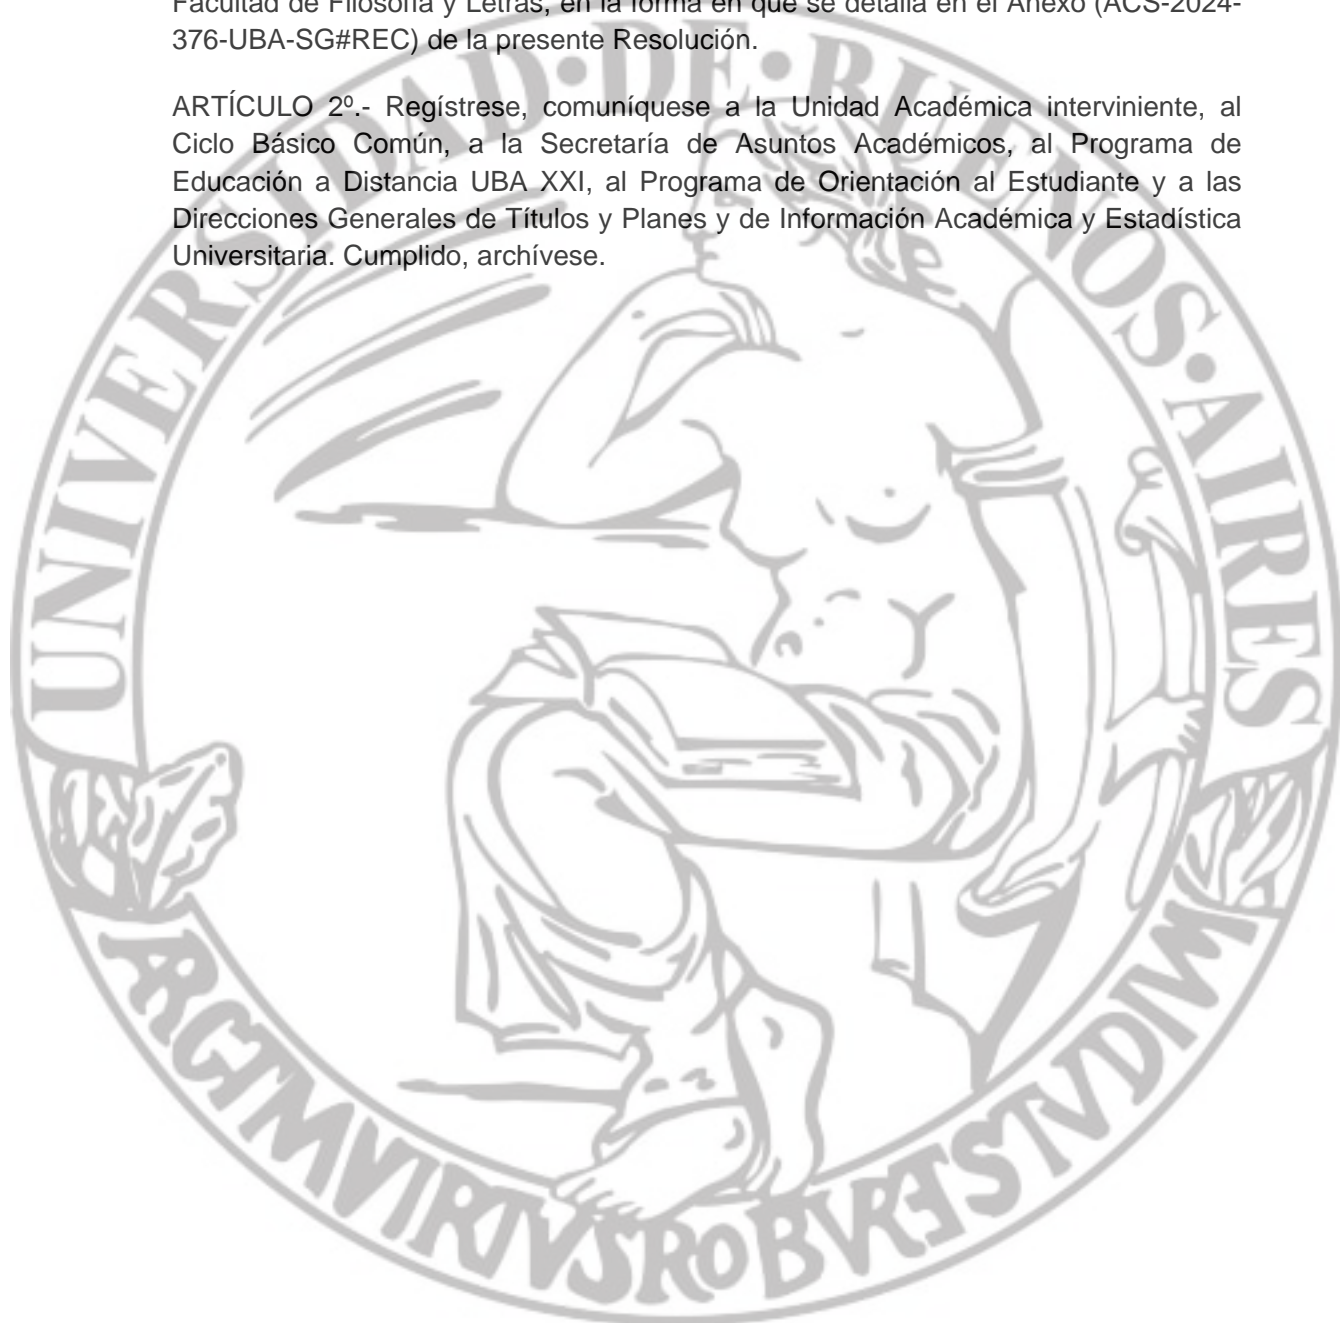 Facultad de Filosofía y Letras, en la forma en que se detalla en el Anexo (ACS-2024-
376-UBA-SG#REC) de la presente Resolución.
ARTÍCULO 2º.- Regístrese, comuníquese a la Unidad Académica interviniente, al
Ciclo Básico Común, a la Secretaría de Asuntos Académicos, al Programa de
Educación a Distancia UBA XXI, al Programa de Orientación al Estudiante y a las
Direcciones Generales de Títulos y Planes y de Información Académica y Estadística
Universitaria. Cumplido, archívese.
UNIVERSIDAD•DE•BUENOS•AIRES
ARGTMVIRTVSROBVRETSTVDIVM